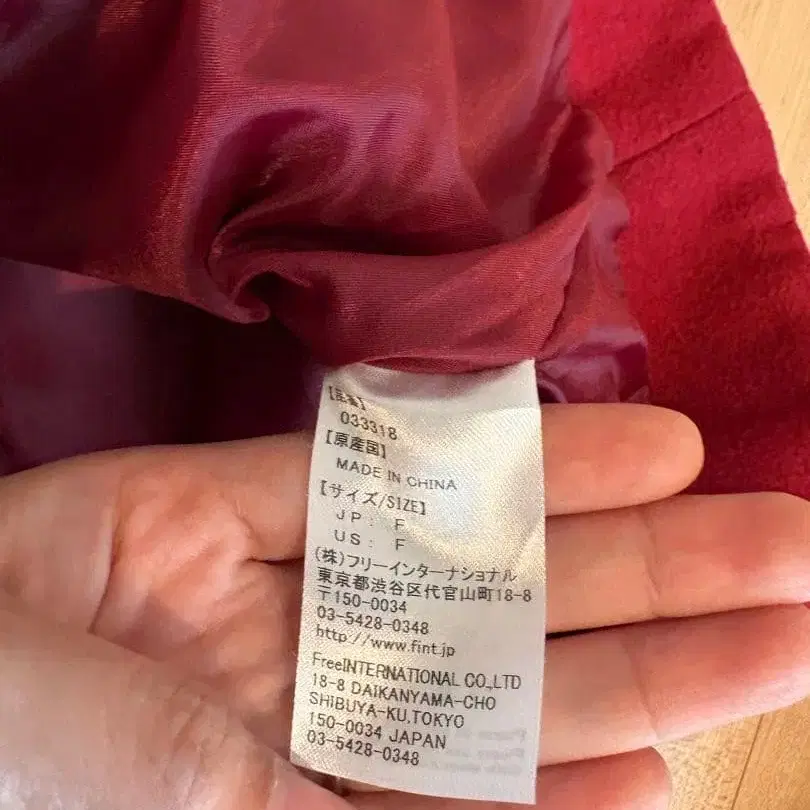 【品番】
033318
【原産国】
MADE IN CHINA
【サイズ/SIZE】
JP: F
US: F
(株)フリーインターナショナル
東京都渋谷区代官山町18-8
〒150-0034
03-5428-0348
http://www.fint.jp
FreeINTERNATIONAL CO.,LTD
18-8 DAIKANYAMA-CHO
SHIBUYA-KU,TOKYO
150-0034 JAPAN
03-5428-0348